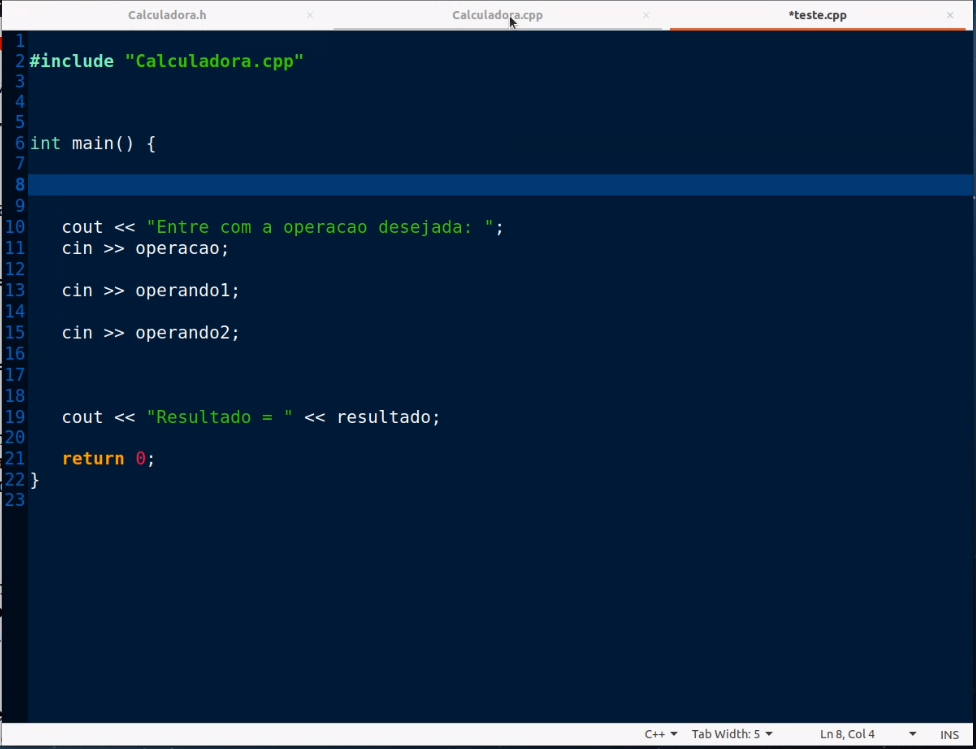 Calculadora.h × Calculadora.cpp × *teste.cpp ×
1
2 #include "Calculadora.cpp"
3
4
5
6 int main() {
7
8
9
10 cout << "Entre com a operacao desejada: ";
11 cin >> operacao;
12
13 cin >> operando1;
14
15 cin >> operando2;
16
17
18
19 cout << "Resultado = " << resultado;
20
21 return 0;
22 }
23
C++ Tab Width: 5 Ln 8, Col 4 INS